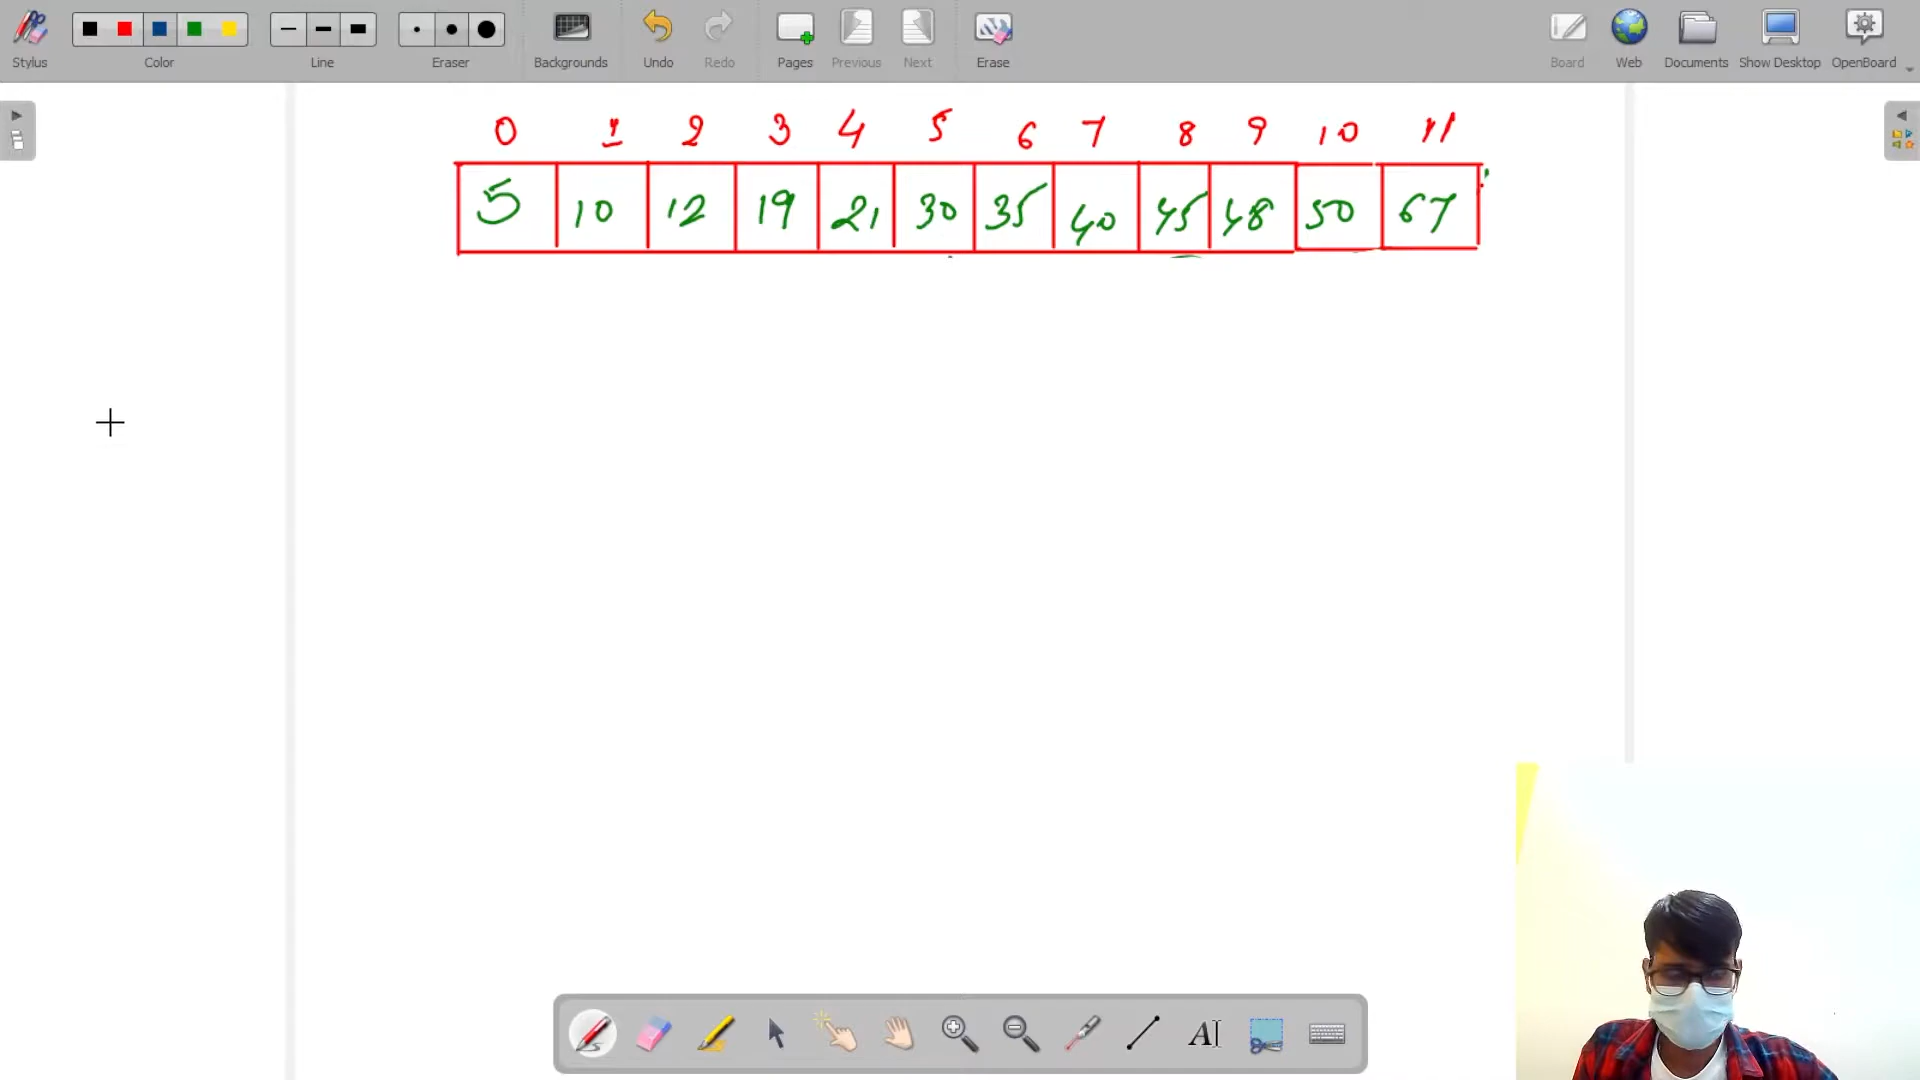 Stylus Color Line Eraser Backgrounds Undo Redo Pages Previous Next Erase Board Web Documents Show Desktop OpenBoard
0 1 2 3 4 5 6 7 8 9 10 11
5 10 12 19 21 30 35 40 45 48 50 67